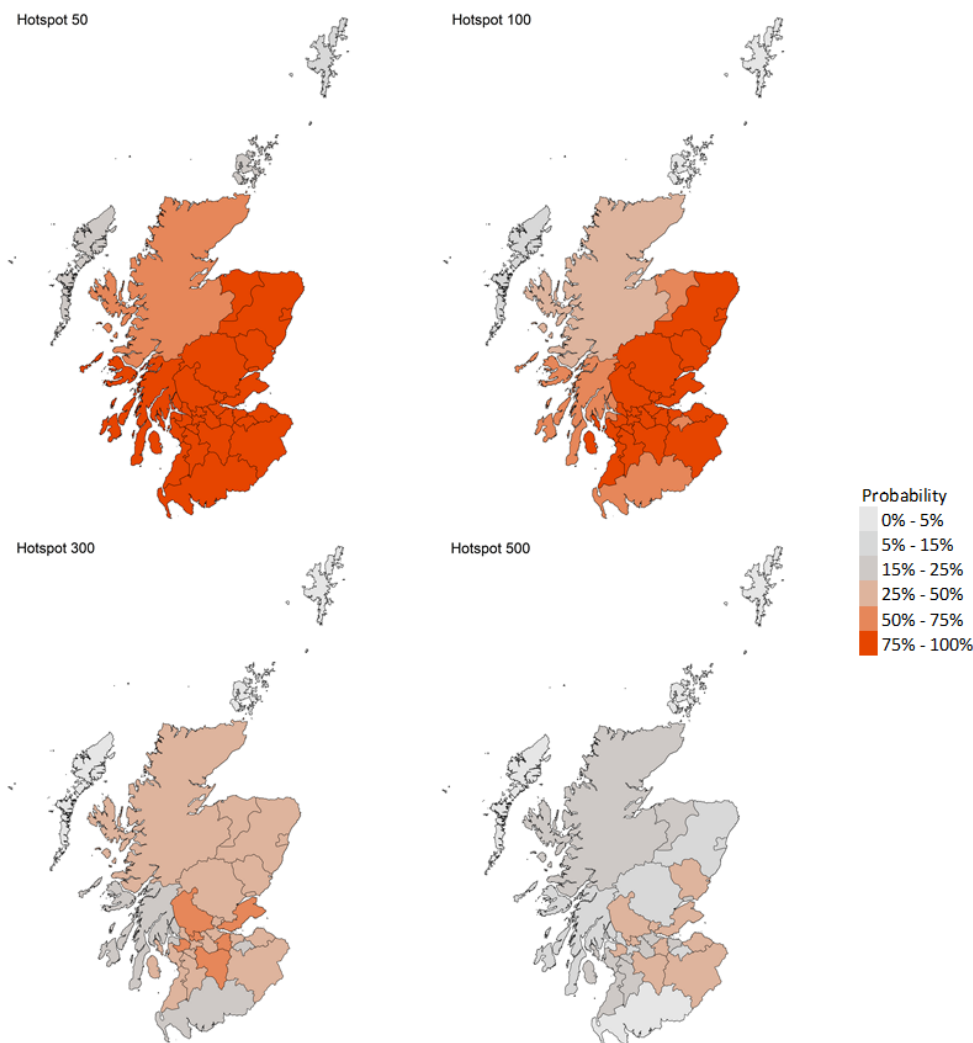 Hotspot 50
Hotspot 100
Hotspot 300
Hotspot 500
Probability
0% - 5%
5% - 15%
15% - 25%
25% - 50%
50% - 75%
75% - 100%